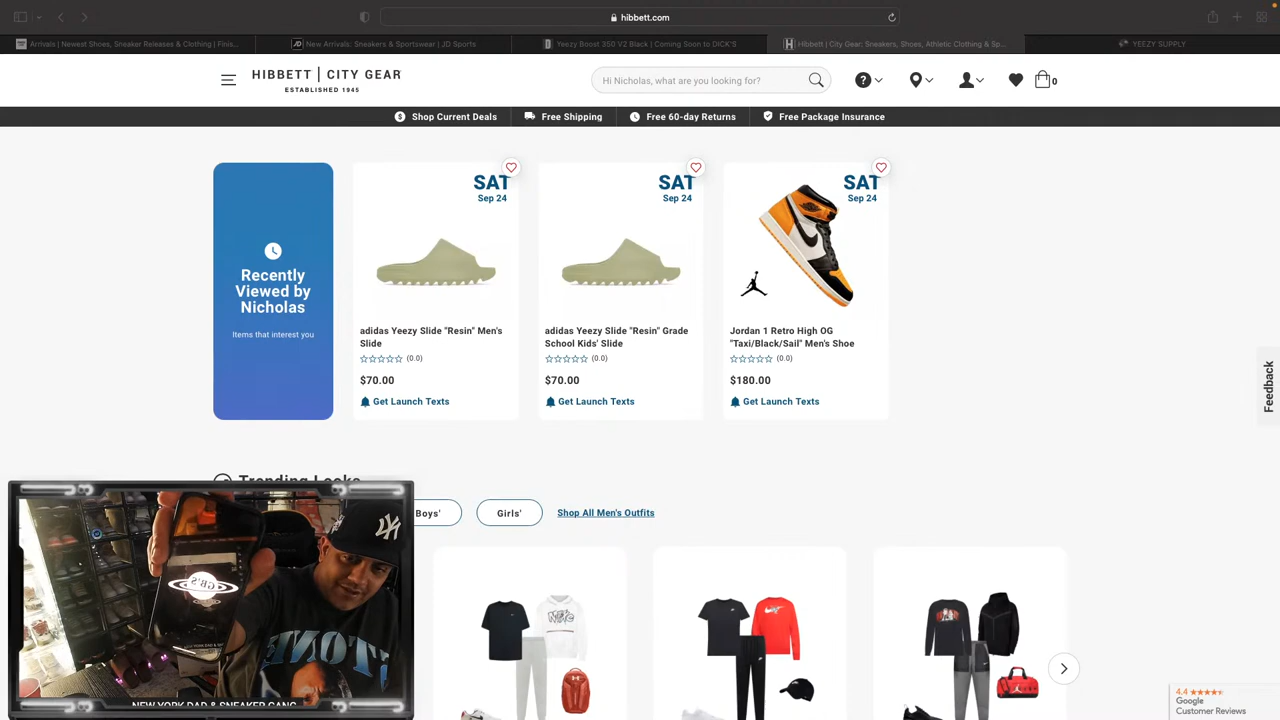 hibbett.com
Arrivals | Newest Shoes, Sneaker Releases & Clothing | Finis...
New Arrivals: Sneakers & Sportswear | JD Sports
Yeezy Boost 350 V2 Black | Coming Soon to DICK'S
Hibbett | City Gear: Sneakers, Shoes, Athletic Clothing & Sp...
YEEZY SUPPLY
HIBBETT | CITY GEAR
ESTABLISHED 1945
Hi Nicholas, what are you looking for?
0
Shop Current Deals
Free Shipping
Free 60-day Returns
Free Package Insurance
Recently
Viewed by
Nicholas
Items that interest you
SAT
Sep 24
adidas Yeezy Slide "Resin" Men's
Slide
(0.0)
$70.00
Get Launch Texts
SAT
Sep 24
adidas Yeezy Slide "Resin" Grade
School Kids' Slide
(0.0)
$70.00
Get Launch Texts
SAT
Sep 24
Jordan 1 Retro High OG
"Taxi/Black/Sail" Men's Shoe
(0.0)
$180.00
Get Launch Texts
Feedback
Trending Looks
Boys'
Girls'
Shop All Men's Outfits
GB'S
NEW YORK DAD & SNEAKER GANG
4.4
Google
Customer Reviews